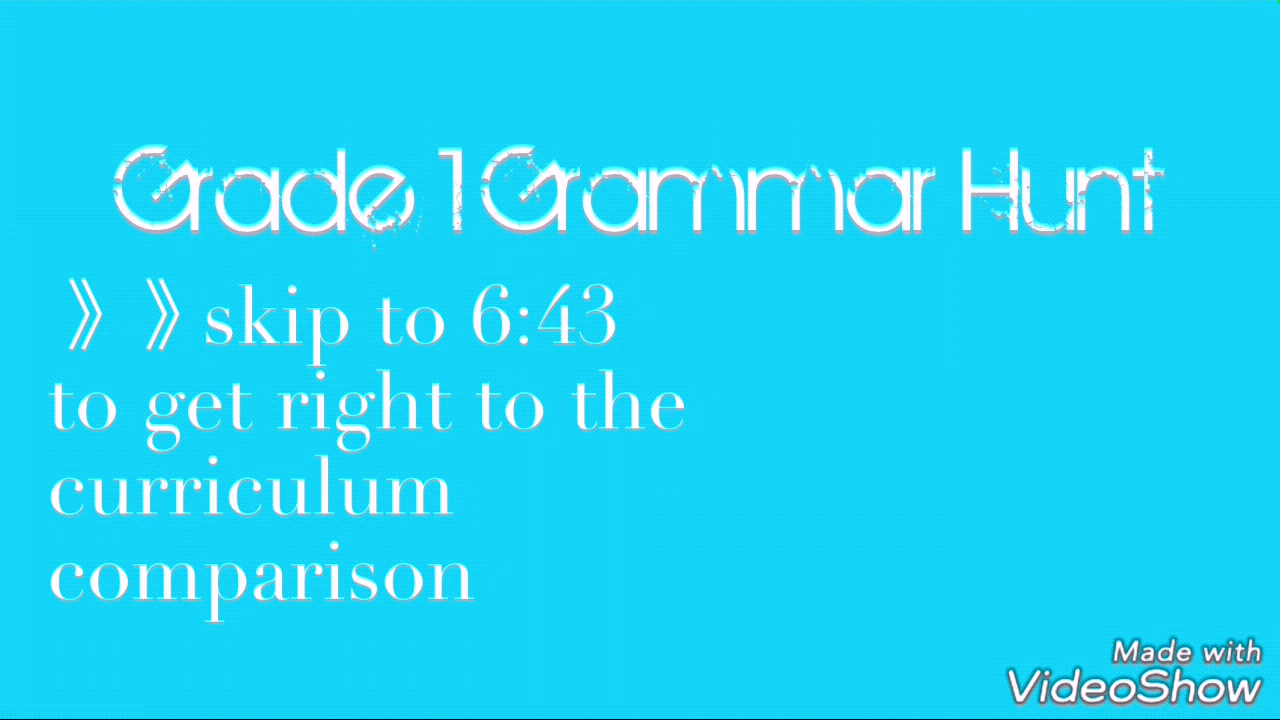 Grade 1 Grammar Hunt
》》skip to 6:43
to get right to the
curriculum
comparison
Made with
VideoShow